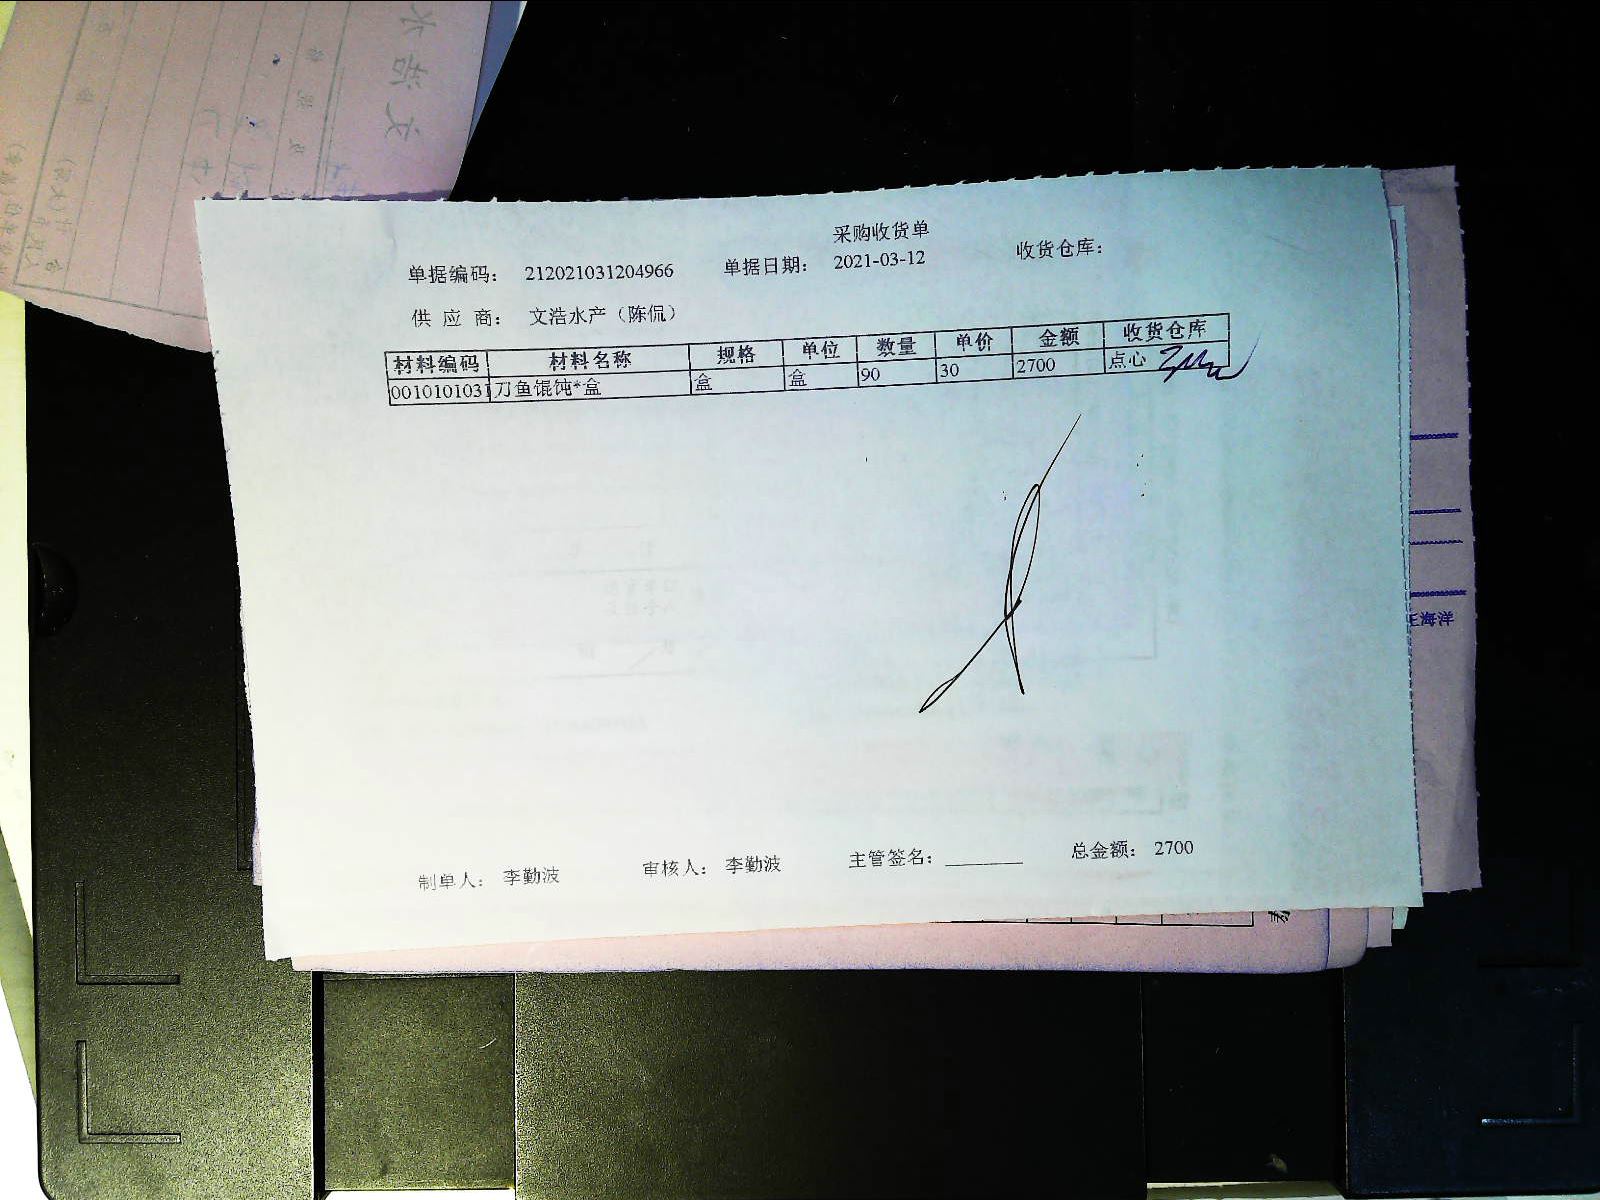 采购收货单
单据编码： 212021031204966 单据日期： 2021-03-12 收货仓库：
供 应 商： 文浩水产（陈侃）
材料编码 材料名称 规格 单位 数量 单价 金额 收货仓库
0010101031 刀鱼馄饨*盒 盒 盒 90 30 2700 点心
王海洋
制单人： 李勤波 审核人： 李勤波 主管签名： 总金额： 2700